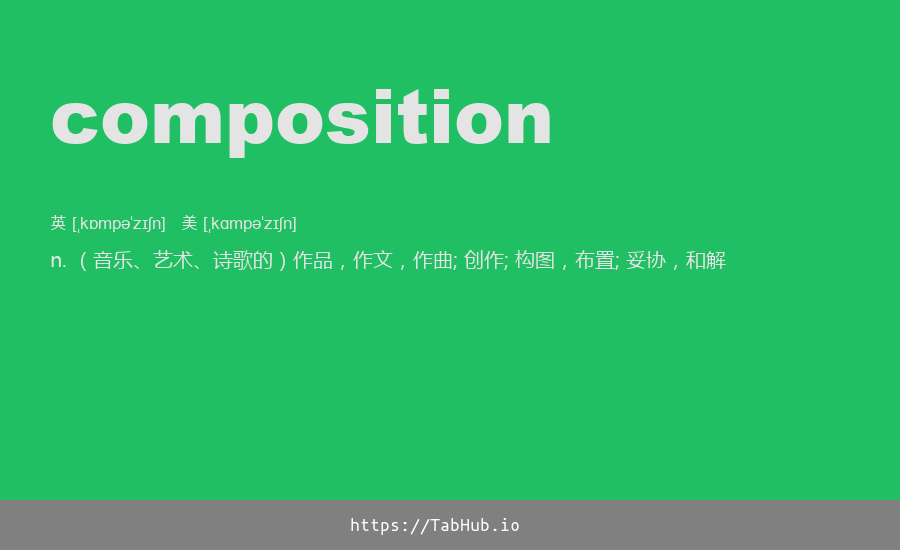 composition
英 [ˌkɒmpəˈzɪʃn] 美 [ˌkɑmpəˈzɪʃn]
n. ( 音乐、艺术、诗歌的 ) 作品，作文，作曲; 创作; 构图，布置; 妥协，和解
https://TabHub.io